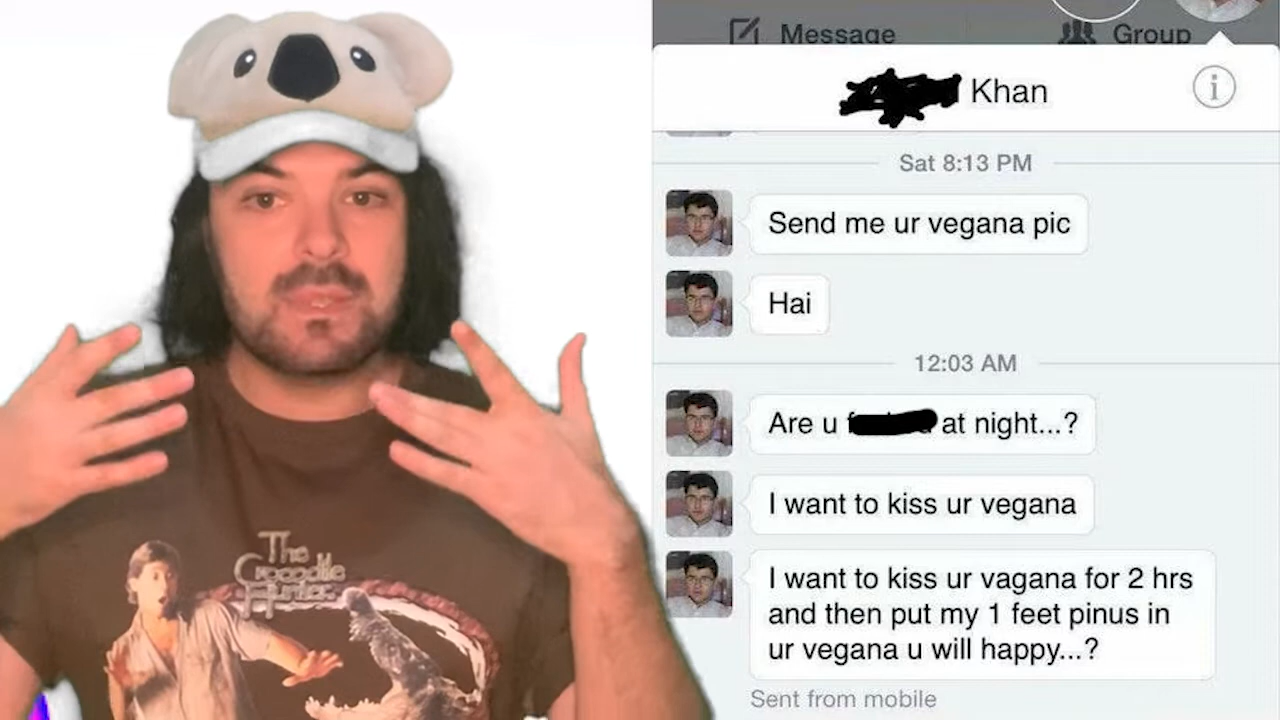 Message
Group
Khan
Sat 8:13 PM
Send me ur vegana pic
Hai
12:03 AM
Are u at night...?
I want to kiss ur vegana
I want to kiss ur vagana for 2 hrs
and then put my 1 feet pinus in
ur vegana u will happy...?
Sent from mobile
The
Crocodile
Hunter